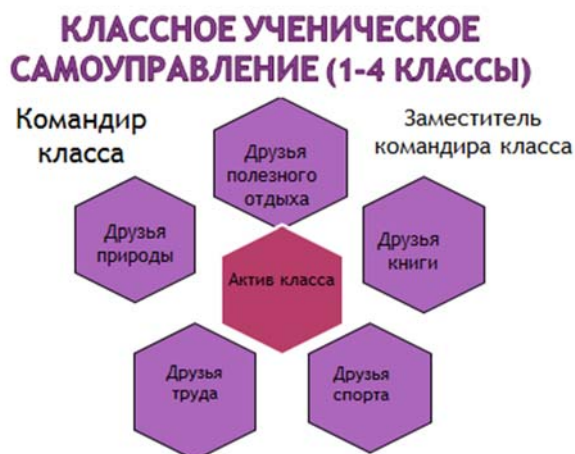 КЛАССНОЕ УЧЕНИЧЕСКОЕ
САМОУПРАВЛЕНИЕ (1-4 КЛАССЫ)
Командир
класса
Заместитель
командира класса
Друзья
полезного
отдыха
Друзья
природы
Друзья
книги
Актив класса
Друзья
труда
Друзья
спорта